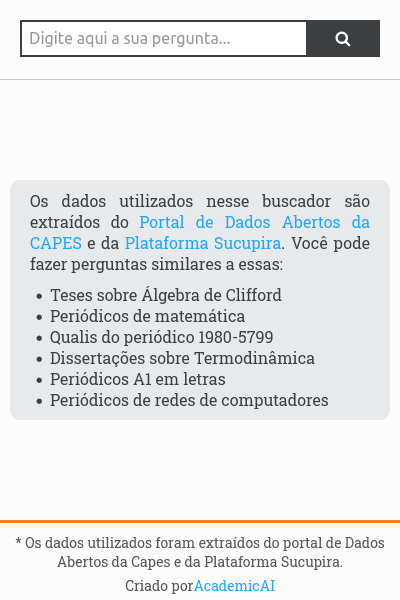 Digite aqui a sua pergunta...
Os dados utilizados nesse buscador são
extraídos do Portal de Dados Abertos da
CAPES e da Plataforma Sucupira. Você pode
fazer perguntas similares a essas:
• Teses sobre Álgebra de Clifford
• Periódicos de matemática
• Qualis do periódico 1980-5799
• Dissertações sobre Termodinâmica
• Periódicos A1 em letras
• Periódicos de redes de computadores
* Os dados utilizados foram extraídos do portal de Dados
Abertos da Capes e da Plataforma Sucupira.
Criado porAcademicAI